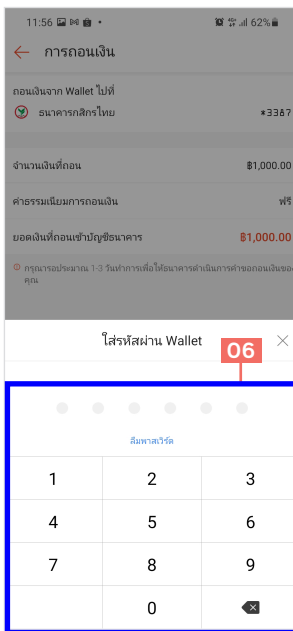 11:56 62%
การถอนเงิน
ถอนเงินจาก Wallet ไปที่
ธนาคารกสิกรไทย *3387
จำนวนเงินที่ถอน ฿1,000.00
ค่าธรรมเนียมการถอนเงิน ฟรี
ยอดเงินที่ถอนเข้าบัญชีธนาคาร ฿1,000.00
กรุณารอประมาณ 1-3 วันทำการเพื่อให้ธนาคารดำเนินการคำขอถอนเงินของ
คุณ
ใส่รหัสผ่าน Wallet
06
ลืมพาสเวิร์ด
1 2 3
4 5 6
7 8 9
0